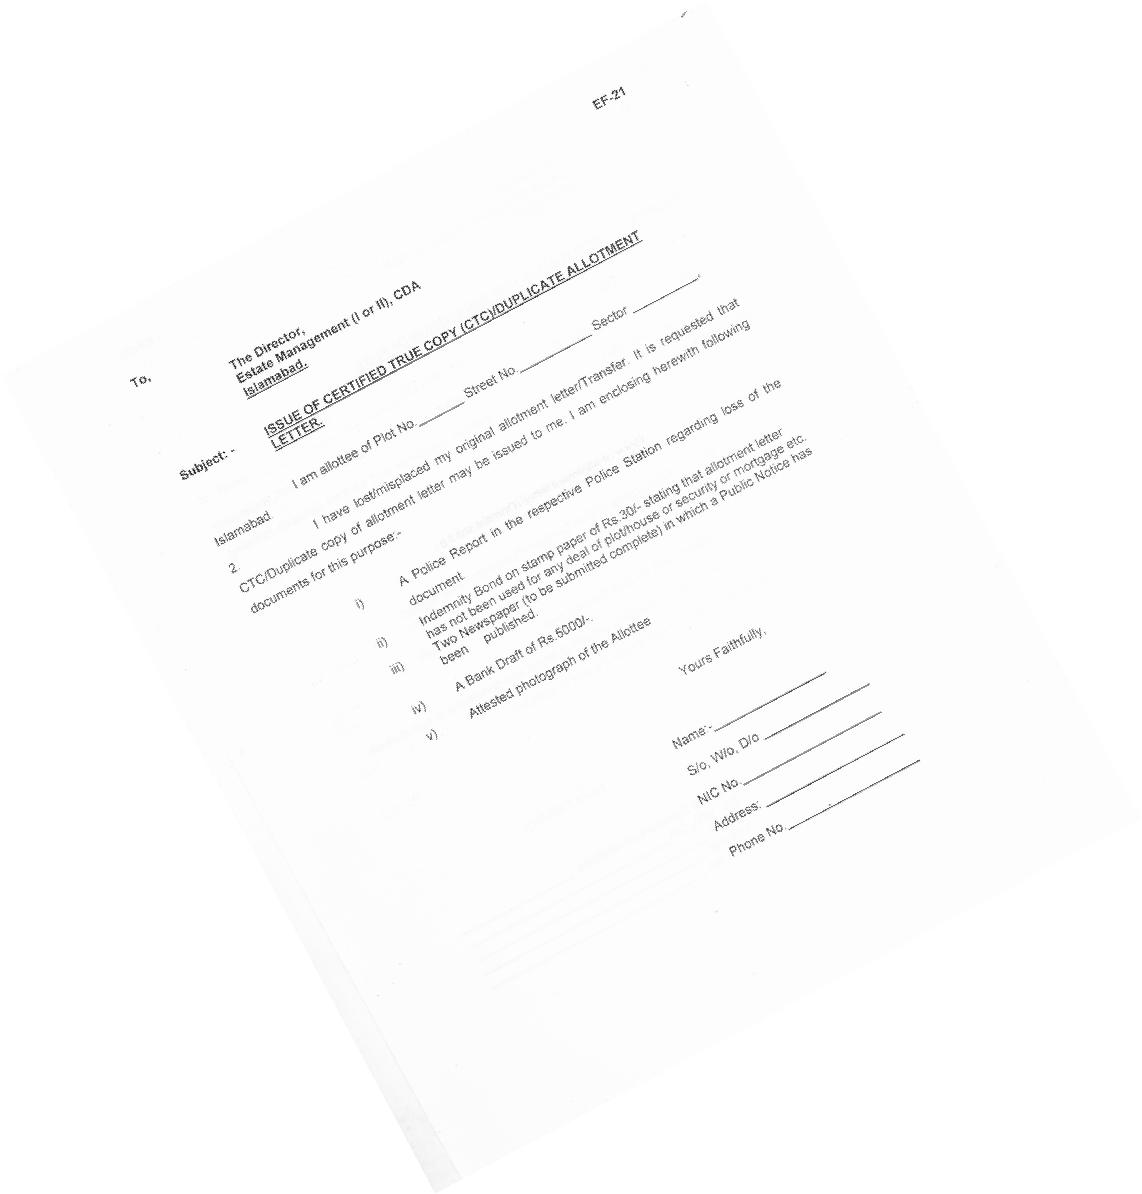 EF-21
To,
The Director,
Estate Management (I or II), CDA
Islamabad.
Subject: - ISSUE OF CERTIFIED TRUE COPY (CTC)/DUPLICATE ALLOTMENT
LETTER.
I am allottee of Plot No.______ Street No.__________ Sector _________,
Islamabad.
2. I have lost/misplaced my original allotment letter/Transfer. It is requested that
CTC/Duplicate copy of allotment letter may be issued to me. I am enclosing herewith following
documents for this purpose:-
i) A Police Report in the respective Police Station regarding loss of the
document.
ii) Indemnity Bond on stamp paper of Rs.30/- stating that allotment letter
has not been used for any deal of plot/house or security or mortgage etc.
iii) Two Newspaper (to be submitted complete) in which a Public Notice has
been published.
iv) A Bank Draft of Rs.5000/-.
v) Attested photograph of the Allottee
Yours Faithfully,
Name:-________________
S/o, W/o, D/o _______________
NIC No.____________________
Address: ____________________
Phone No.___________________